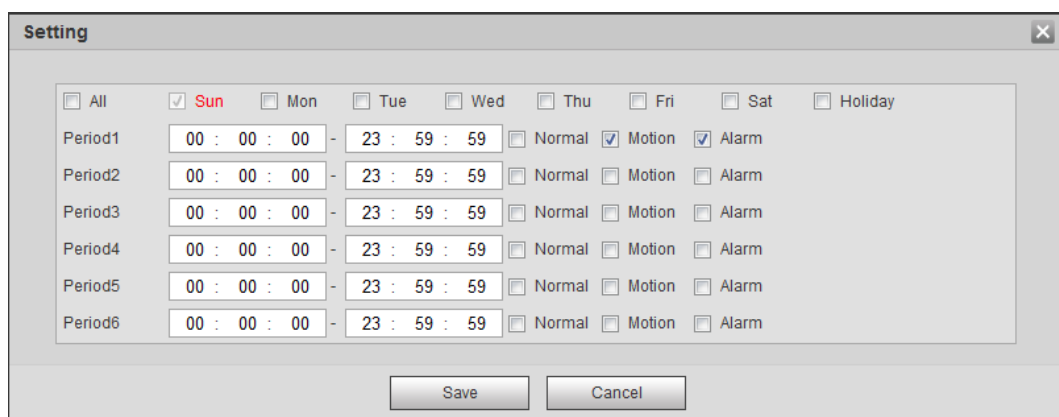 Setting
All Sun Mon Tue Wed Thu Fri Sat Holiday
Period1 00 : 00 : 00 - 23 : 59 : 59 Normal Motion Alarm
Period2 00 : 00 : 00 - 23 : 59 : 59 Normal Motion Alarm
Period3 00 : 00 : 00 - 23 : 59 : 59 Normal Motion Alarm
Period4 00 : 00 : 00 - 23 : 59 : 59 Normal Motion Alarm
Period5 00 : 00 : 00 - 23 : 59 : 59 Normal Motion Alarm
Period6 00 : 00 : 00 - 23 : 59 : 59 Normal Motion Alarm
Save Cancel